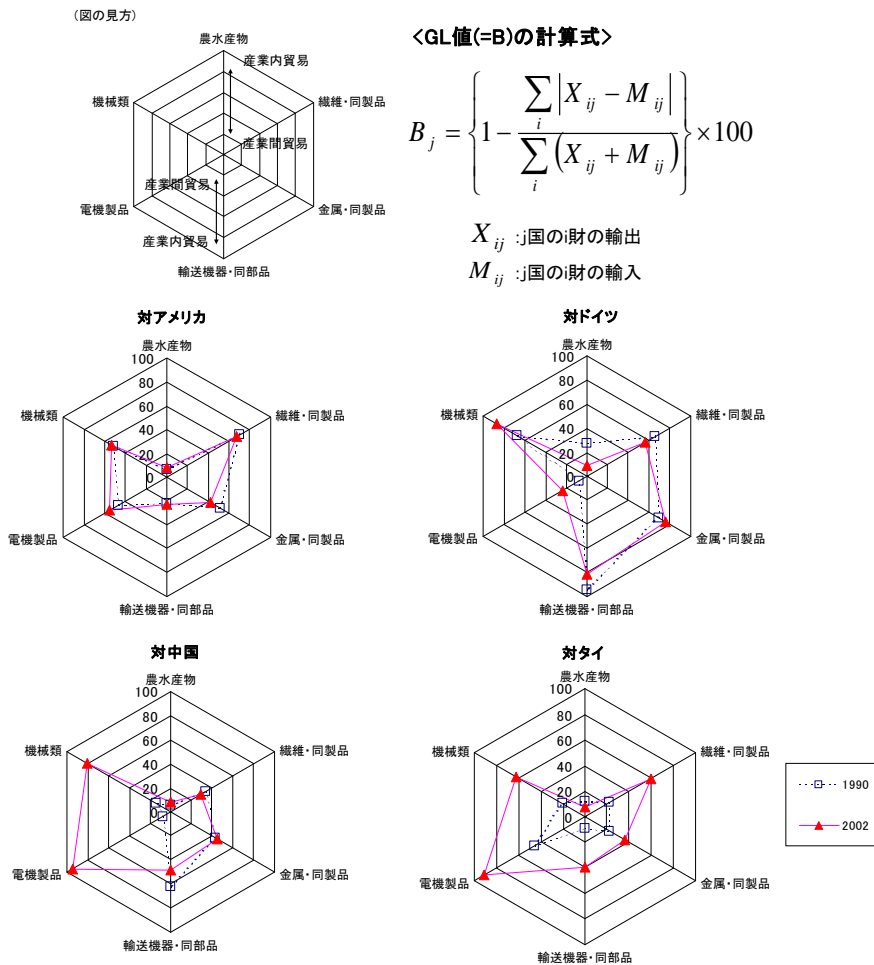 (図の見方)
農水産物
産業内貿易
機械類
繊維・同製品
産業間貿易
産業間貿易
電機製品
金属・同製品
産業内貿易
輸送機器・同部品
<GL値(=B)の計算式>
B j = { 1 - ∑ i |X ij − M ij| / ∑ i (X ij + M ij) } × 100
X ij :j国のi財の輸出
M ij :j国のi財の輸入
対アメリカ
農水産物
100
80
60
40
20
0
機械類
繊維・同製品
電機製品
金属・同製品
輸送機器・同部品
対ドイツ
農水産物
100
80
60
40
20
0
機械類
繊維・同製品
電機製品
金属・同製品
輸送機器・同部品
対中国
農水産物
100
80
60
40
20
0
機械類
繊維・同製品
電機製品
金属・同製品
輸送機器・同部品
対タイ
農水産物
100
80
60
40
20
0
機械類
繊維・同製品
電機製品
金属・同製品
輸送機器・同部品
1990
2002